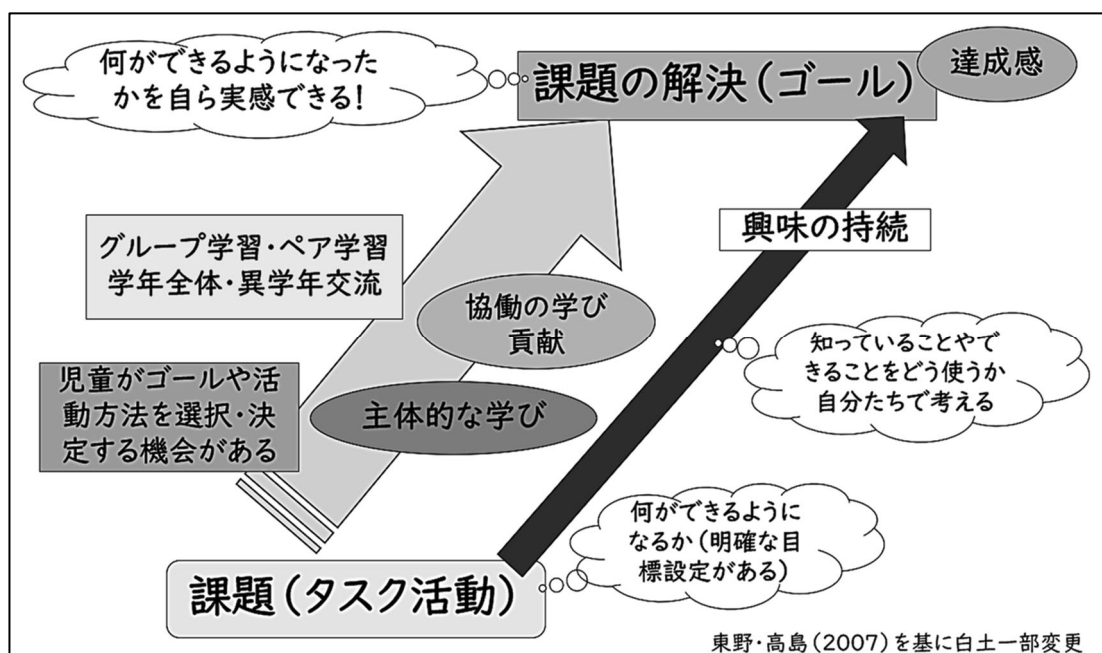 何ができるようになった
かを自ら実感できる!
課題の解決(ゴール)
達成感
興味の持続
グループ学習・ペア学習
学年全体・異学年交流
協働の学び
貢献
知っていることやで
きることをどう使うか
自分たちで考える
児童がゴールや活
動方法を選択・決
定する機会がある
主体的な学び
何ができるように
なるか(明確な目
標設定がある)
課題(タスク活動)
東野・高島(2007)を基に白土一部変更